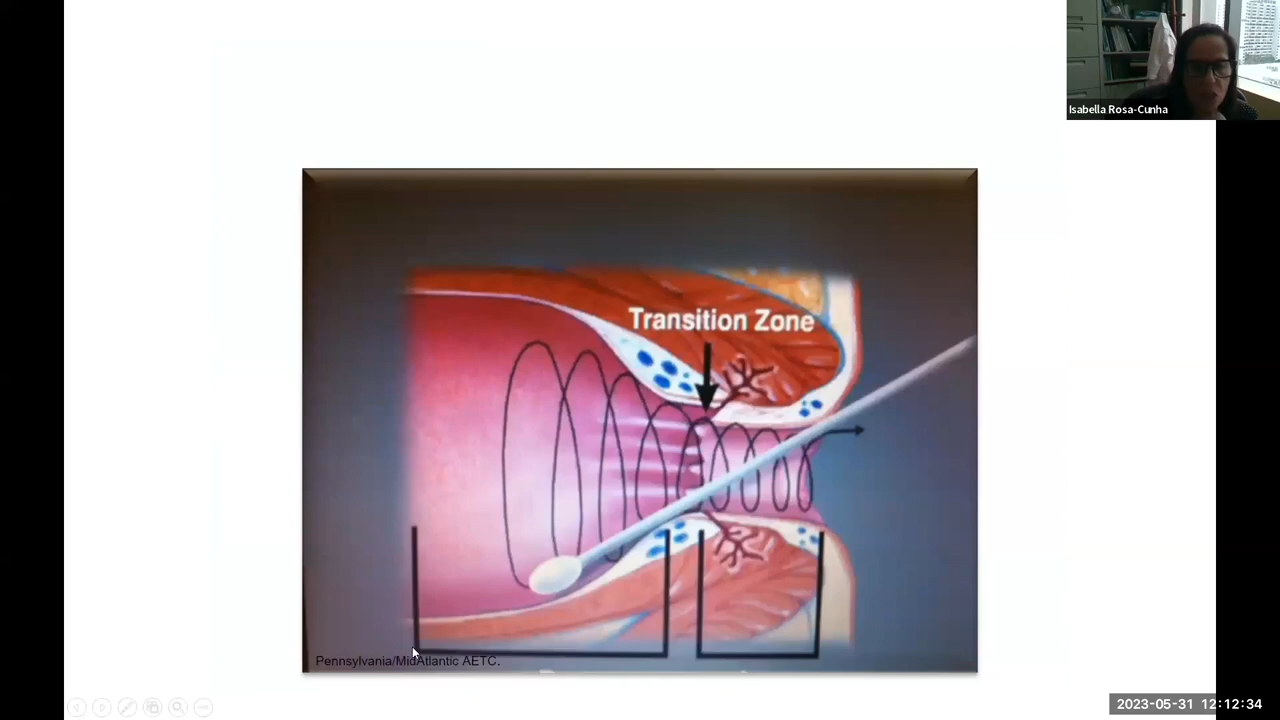 Isabella Rosa-Cunha
Transition Zone
Pennsylvania/MidAtlantic AETC.
2023-05-31 12:12:34